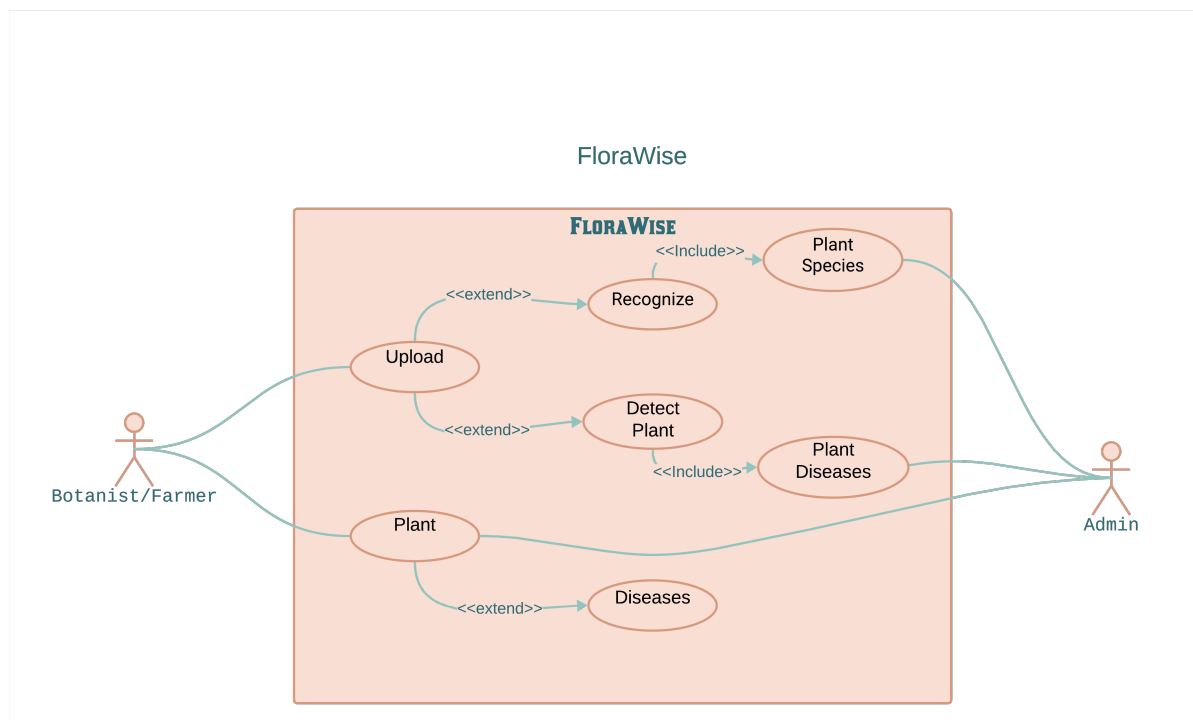 FloraWise
FLORAWISE
<<Include>>
Plant
Species
<<extend>>
Recognize
Upload
Detect
Plant
<<extend>>
Plant
Diseases
<<Include>>
Botanist/Farmer
Plant
Admin
Diseases
<<extend>>